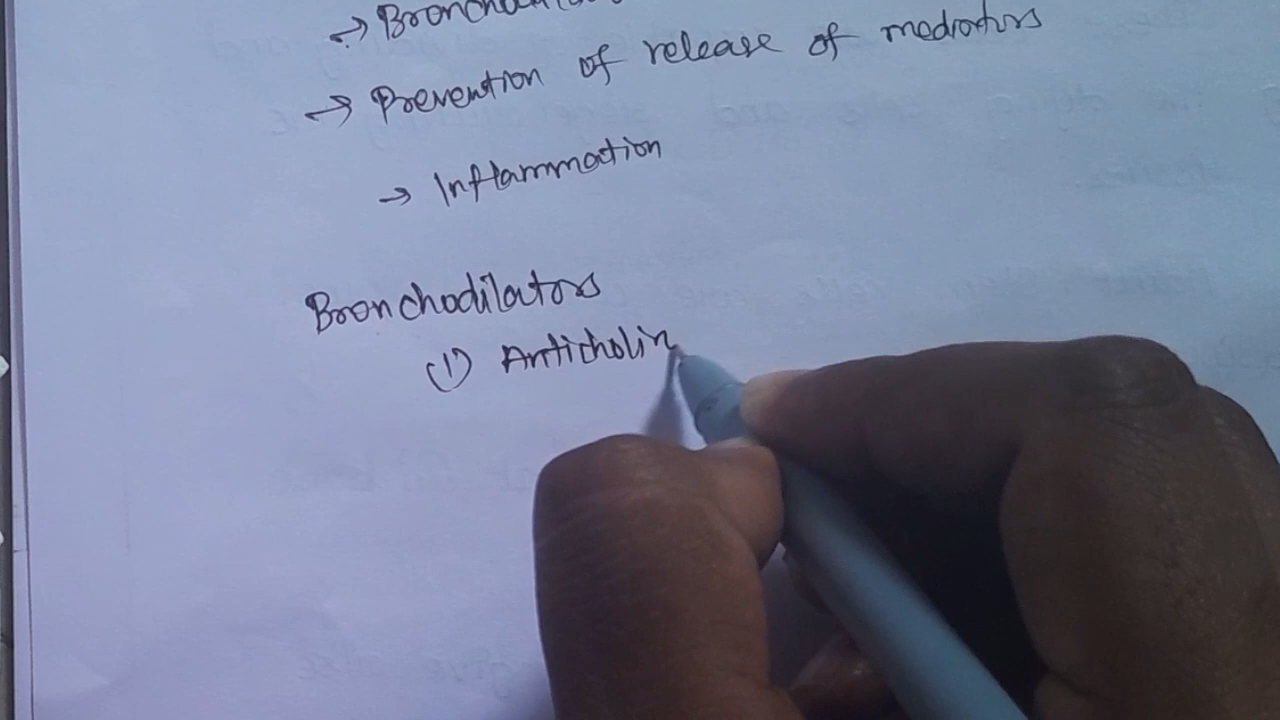 → Prevention of release of mediators
→ Inflammation
Bronchodilators
(1) Anticholin